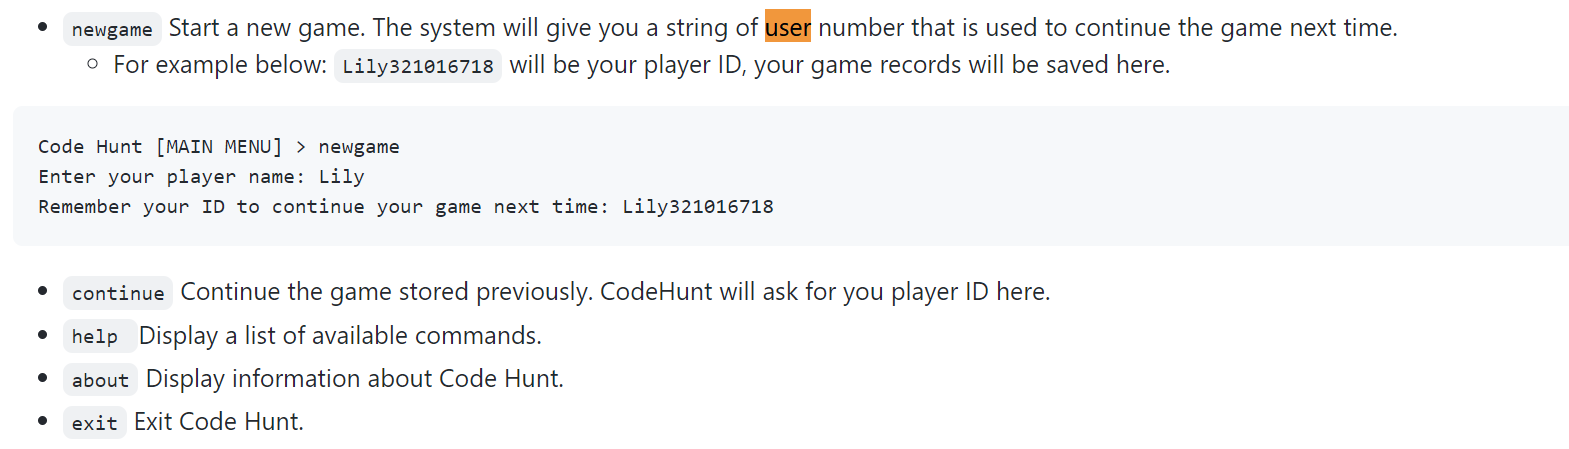 newgame Start a new game. The system will give you a string of user number that is used to continue the game next time.
For example below: Lily321016718 will be your player ID, your game records will be saved here.
Code Hunt [MAIN MENU] > newgame
Enter your player name: Lily
Remember your ID to continue your game next time: Lily321016718
continue Continue the game stored previously. CodeHunt will ask for you player ID here.
help Display a list of available commands.
about Display information about Code Hunt.
exit Exit Code Hunt.